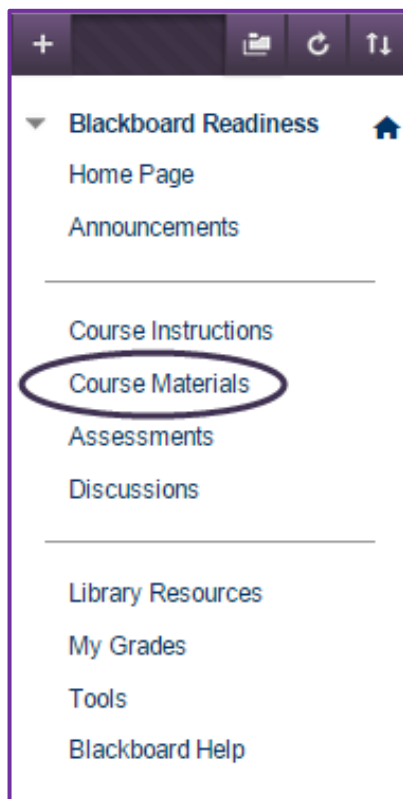 Blackboard Readiness
Home Page
Announcements
Course Instructions
Course Materials
Assessments
Discussions
Library Resources
My Grades
Tools
Blackboard Help